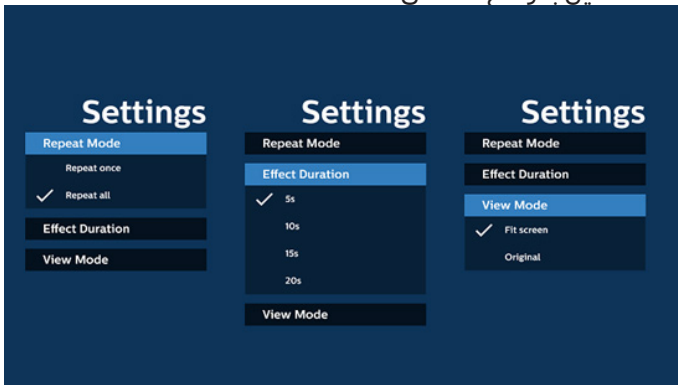 Settings
Repeat Mode
Repeat once
Repeat all
Effect Duration
View Mode
Settings
Repeat Mode
Effect Duration
5s
10s
15s
20s
View Mode
Settings
Repeat Mode
Effect Duration
View Mode
Fit screen
Original